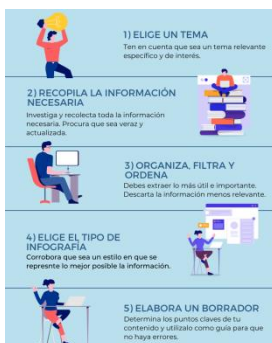 1) ELIGE UN TEMA
Ten en cuenta que sea un tema relevante
específico y de interés.
2) RECOPILA LA INFORMACIÓN
NECESARIA
Investiga y recolecta toda la información
necesaria. Procura que sea veraz y
actualizada.
3) ORGANIZA, FILTRA Y
ORDENA
Debes extraer lo más útil e importante.
Descarta la información menos relevante.
4) ELIGE EL TIPO DE
INFOGRAFÍA
Corrobora que sea un estilo en que se
represnte lo mejor posible la información.
5) ELABORA UN BORRADOR
Determina los puntos claves de tu
contenido y utilízalo como guía para que
no haya errores.